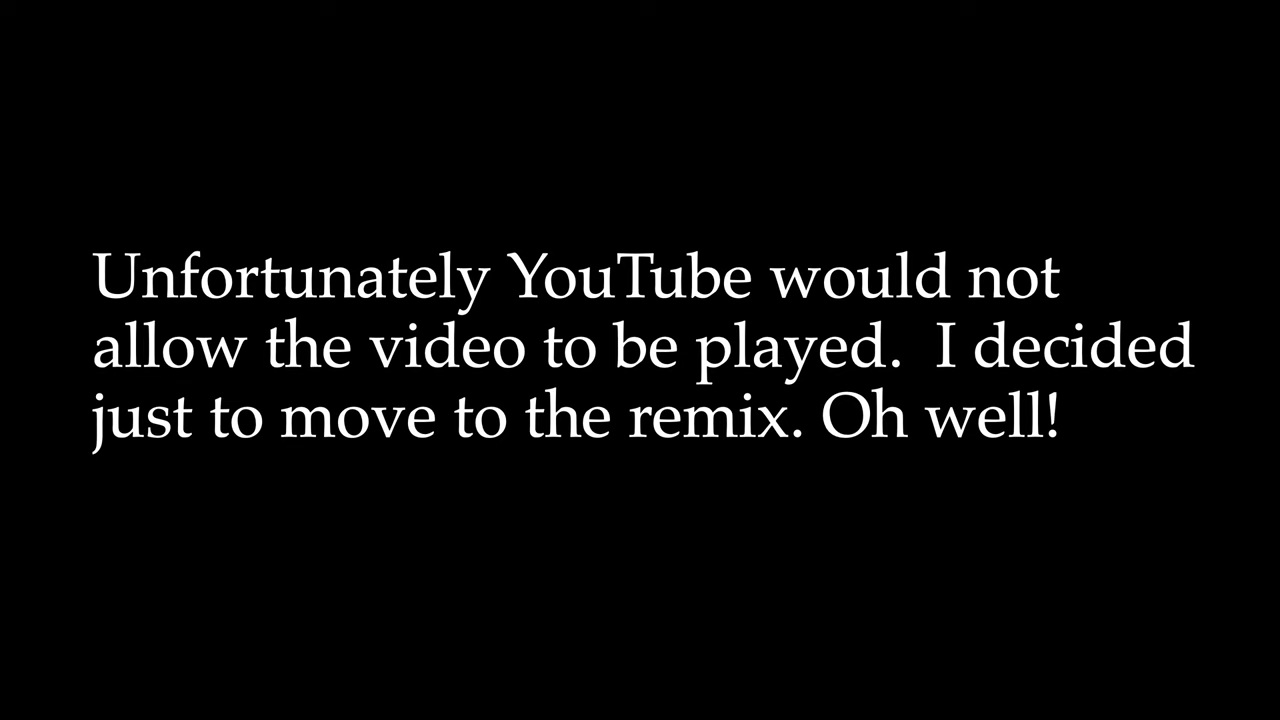 Unfortunately YouTube would not
allow the video to be played.  I decided
just to move to the remix. Oh well!